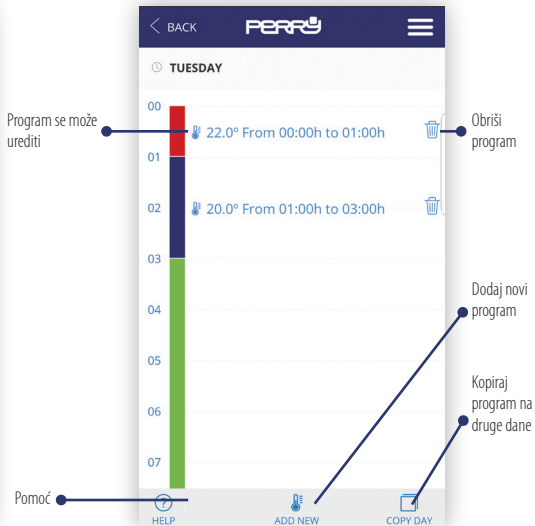 BACK
PERRY
TUESDAY
00
Program se može
urediti
22.0º From 00:00h to 01:00h
Obriši
program
01
02
20.0º From 01:00h to 03:00h
03
04
Dodaj novi
program
05
Kopiraj
program na
druge dane
06
07
Pomoć
HELP
ADD NEW
COPY DAY